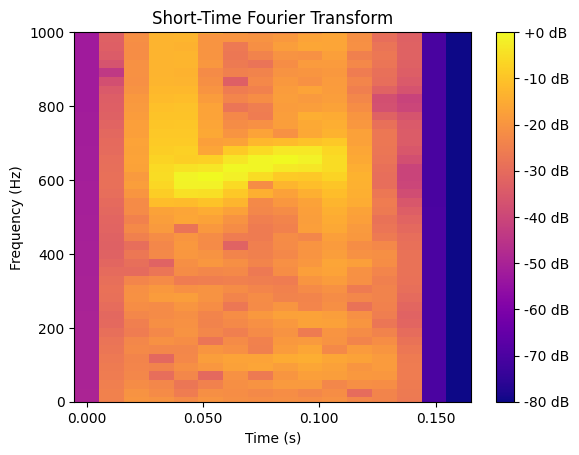 Short-Time Fourier Transform
1000
800
600
400
200
0
Frequency (Hz)
0.000
0.050
0.100
0.150
Time (s)
+0 dB
-10 dB
-20 dB
-30 dB
-40 dB
-50 dB
-60 dB
-70 dB
-80 dB